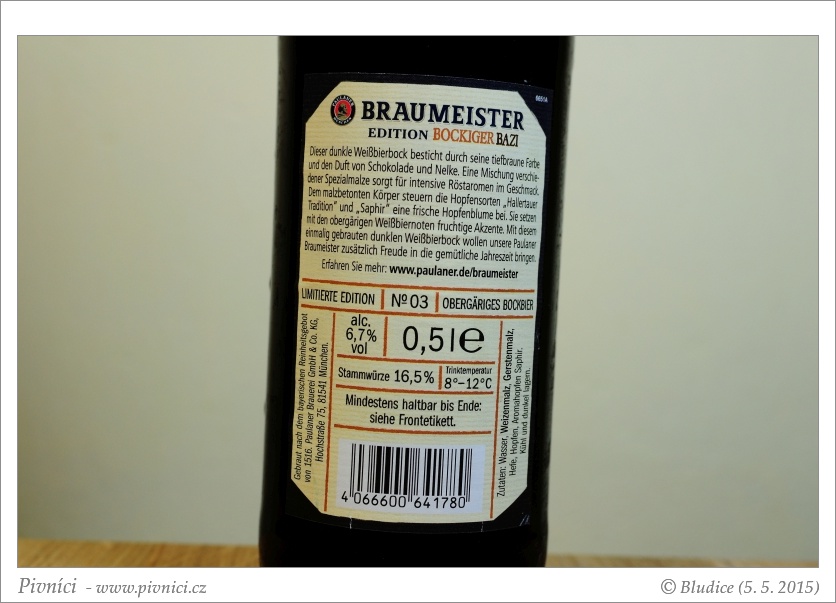 66514
PAULANER
MÜNCHEN
BRAUMEISTER
EDITION BOCKIGER BAZI
Dieser dunkle Weißbierbock besticht durch seine tiefbraune Farbe
und den Duft von Schokolade und Nelke. Eine Mischung verschie-
dener Spezialmalze sorgt für intensive Röstaromen im Geschmack.
Dem malzbetonten Körper steuern die Hopfensorten „Hallertauer
Tradition" und „Saphir" eine frische Hopfenblume bei. Sie setzen
mit den obergärigen Weißbiernoten fruchtige Akzente. Mit diesem
einmalig gebrauten dunklen Weißbierbock wollen unsere Paulaner
Braumeister zusätzlich Freude in die gemütliche Jahreszeit bringen.
Erfahren Sie mehr: www.paulaner.de/braumeister
LIMITIERTE EDITION
Nº 03
OBERGÄRIGES BOCKBIER
Gebraut nach dem bayerischen Reinheitsgebot
von 1516. Paulaner Brauerei GmbH & Co. KG,
Hochstraße 75, 81541 München.
alc.
6,7%
vol
0,5l e
Stammwürze 16,5%
Trinktemperatur
8°–12°C
Mindestens haltbar bis Ende:
siehe Frontetikett.
Zutaten: Wasser, Weizenmalz, Gerstenmalz,
Hefe, Hopfen, Aromahopfen Saphir.
Kühl und dunkel lagern.
4 066600 641780
Pivníci - www.pivnici.cz
© Bludice (5. 5. 2015)